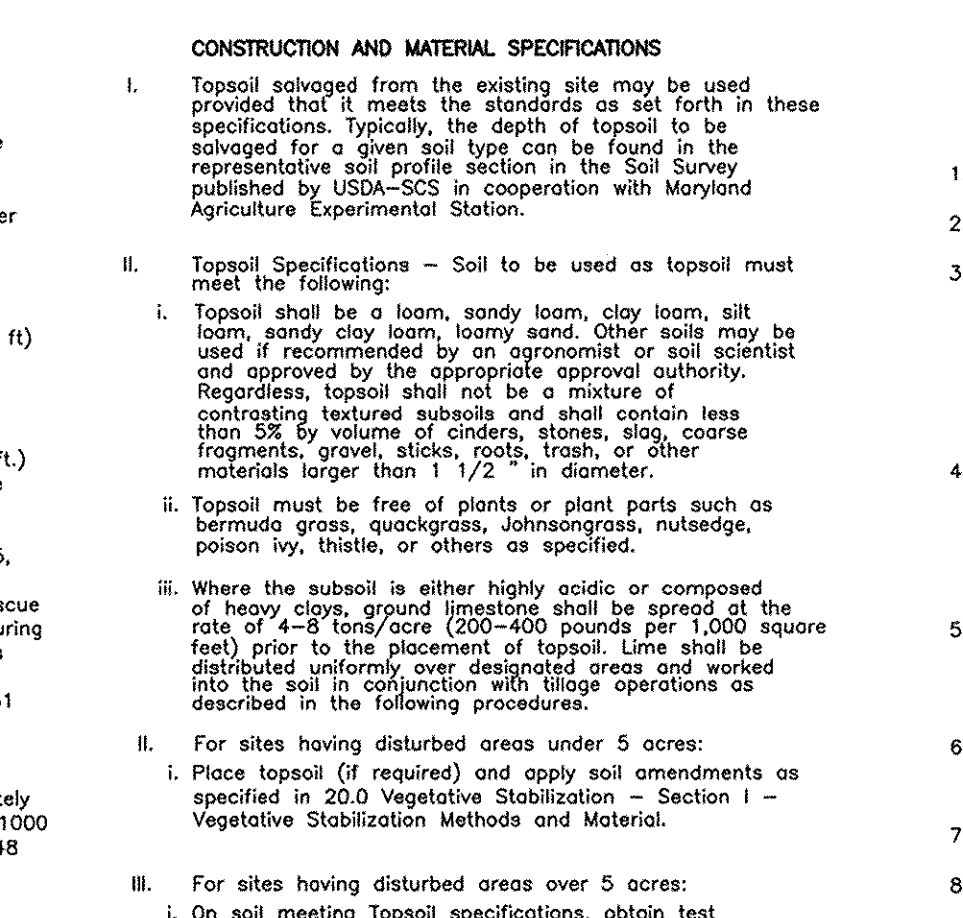 CONSTRUCTION AND MATERIAL SPECIFICATIONS
I. Topsoil salvaged from the existing site may be used
provided that it meets the standards as set forth in these
specifications. Typically, the depth of topsoil to be
salvaged for a given soil type can be found in the
representative soil profile section in the Soil Survey
published by USDA-SCS in cooperation with Maryland
Agriculture Experimental Station.
II. Topsoil Specifications – Soil to be used as topsoil must
meet the following:
i. Topsoil shall be a loam, sandy loam, clay loam, silt
loam, sandy clay loam, loamy sand. Other soils may be
used if recommended by an agronomist or soil scientist
and approved by the appropriate approval authority.
Regardless, topsoil shall not be a mixture of
contrasting textured subsoils and shall contain less
than 5% by volume of cinders, stones, slag, coarse
fragments, gravel, sticks, roots, trash, or other
materials larger than 1 1/2 " in diameter.
ii. Topsoil must be free of plants or plant parts such as
bermuda grass, quackgrass, Johnsongrass, nutsedge,
poison ivy, thistle, or others as specified.
iii. Where the subsoil is either highly acidic or composed
of heavy clays, ground limestone shall be spread at the
rate of 4-8 tons/acre (200-400 pounds per 1,000 square
feet) prior to the placement of topsoil. Lime shall be
distributed uniformly over designated areas and worked
into the soil in conjunction with tillage operations as
described in the following procedures.
II. For sites having disturbed areas under 5 acres:
i. Place topsoil (if required) and apply soil amendments as
specified in 20.0 Vegetative Stabilization – Section I –
Vegetative Stabilization Methods and Material.
III. For sites having disturbed areas over 5 acres:
i. On soil meeting Topsoil specifications, obtain test
er
ft)
ft.)
scue
uring
tely
1000
48
1
2
3
4
5
6
7
8